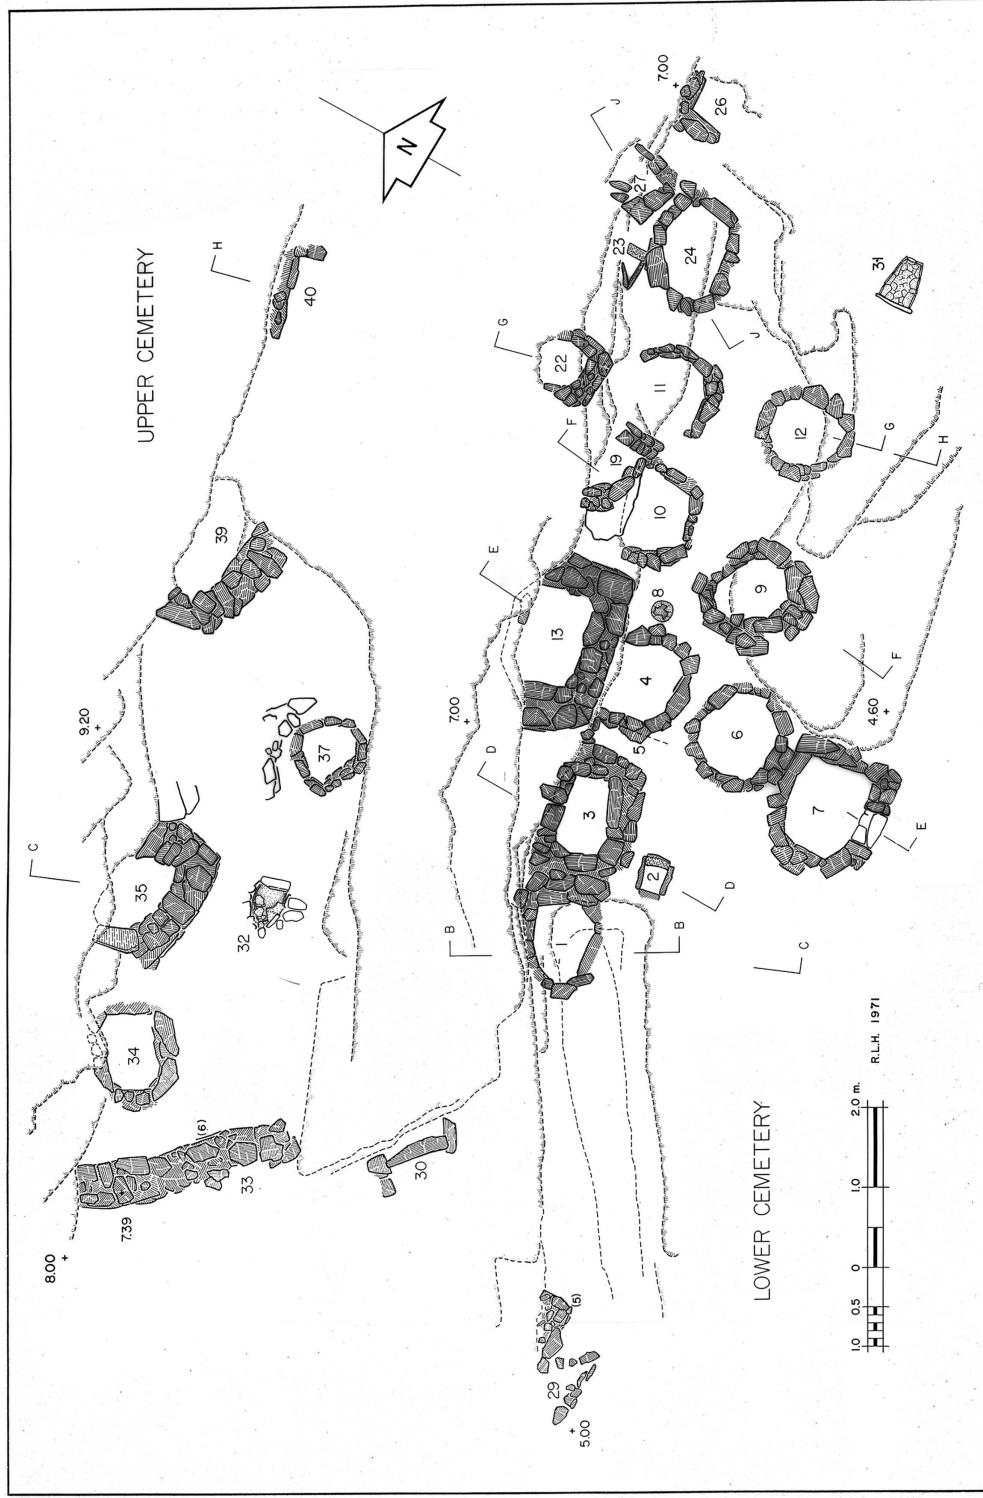 UPPER CEMETERY
N
H
40
39
9.20
+
37
C
35
32
34
33
(6)
7.39
8.00
+
30
7.00
+
26
J
27
23
24
31
J
G
22
11
12
G
H
F
19
10
E
13
8
9
F
4.60
+
7.00
+
D
4
5
6
7
E
3
2
D
B
1
B
C
29
(5)
+
5.00
LOWER CEMETERY
1.0 0.5 0 1.0 2.0 m.
R.L.H. 1971